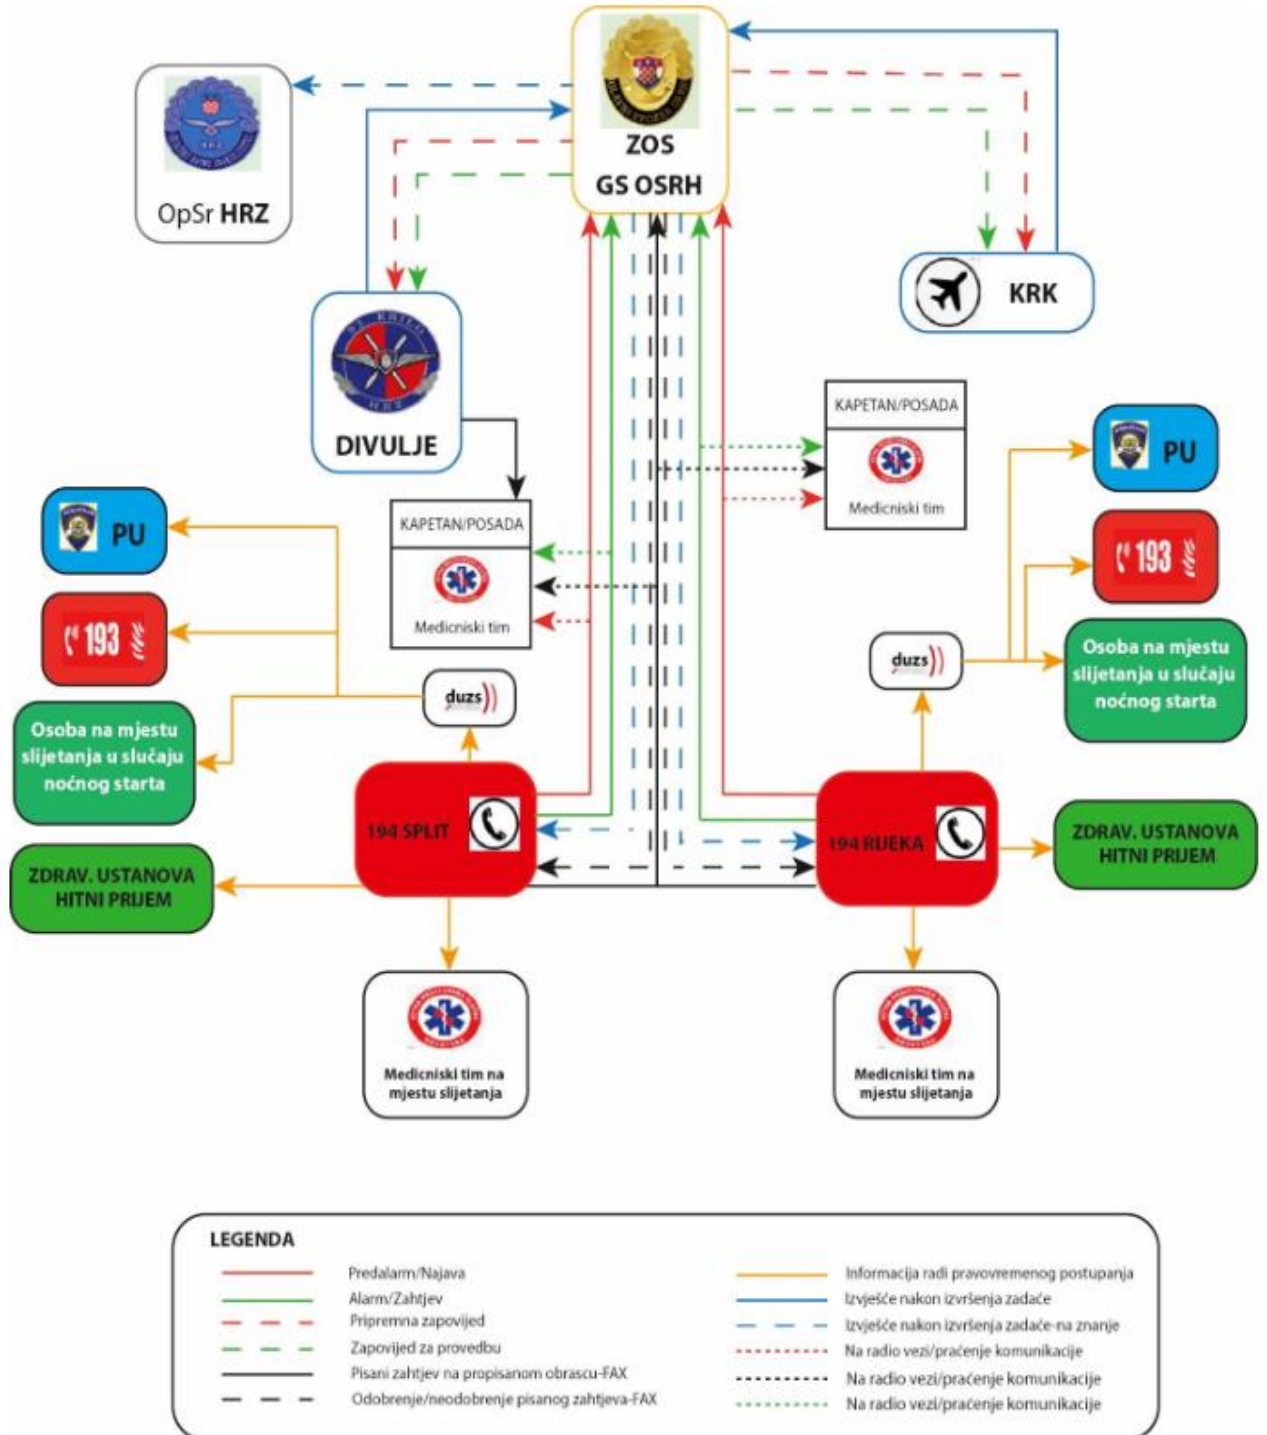 ZOS
GS OSRH
HRZ
OpSr HRZ
KRK
91. KRILO
HRZ
DIVULJE
KAPETAN/POSADA
Medicniski tim
PU
193
Osoba na mjestu
slijetanja u slučaju
noćnog starta
duzs
KAPETAN/POSADA
Medicniski tim
PU
193
Osoba na mjestu
slijetanja u slučaju
noćnog starta
duzs
194 SPLIT
194 RIJEKA
ZDRAV. USTANOVA
HITNI PRIJEM
ZDRAV. USTANOVA
HITNI PRIJEM
Medicniski tim na
mjestu slijetanja
Medicniski tim na
mjestu slijetanja
LEGENDA
Predalarm/Najava
Alarm/Zahtjev
Pripremna zapovijed
Zapovijed za provedbu
Pisani zahtjev na propisanom obrascu-FAX
Odobrenje/neodobrenje pisanog zahtjeva-FAX
Informacija radi pravovremenog postupanja
Izvješće nakon izvršenja zadaće
Izvješće nakon izvršenja zadaće-na znanje
Na radio vezi/praćenje komunikacije
Na radio vezi/praćenje komunikacije
Na radio vezi/praćenje komunikacije